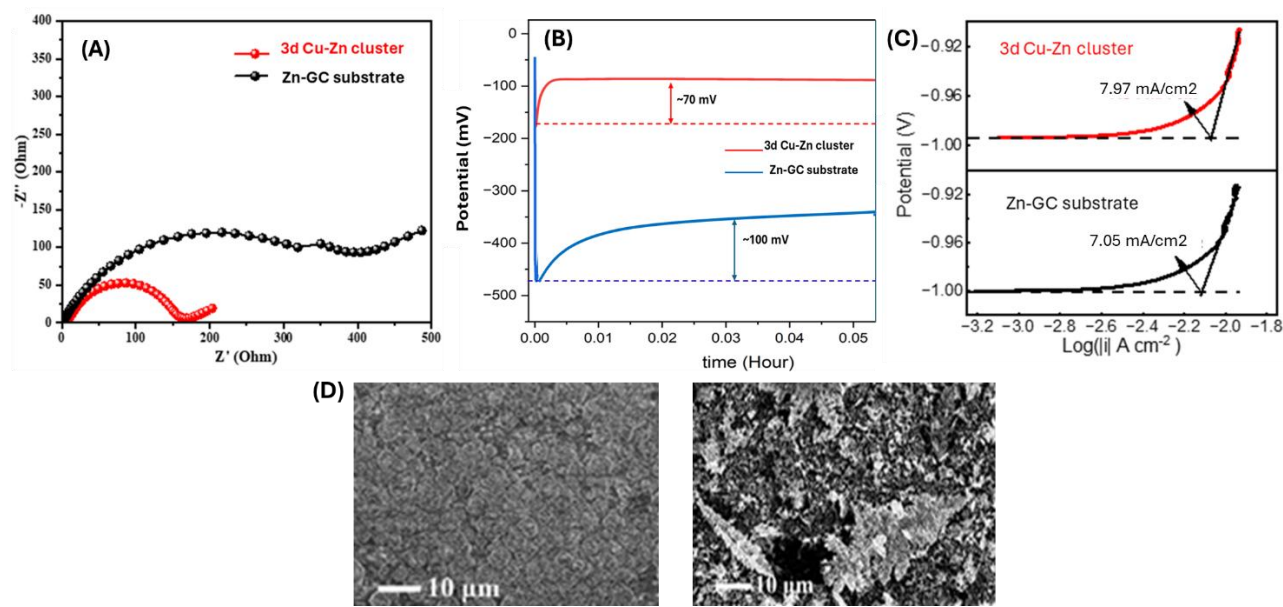 (A)
3d Cu-Zn cluster
Zn-GC substrate
400
350
300
250
200
150
100
50
0
-Z'' (Ohm)
0
100
200
300
400
500
Z' (Ohm)
(B)
0
−100
−200
−300
−400
−500
Potential (mV)
~70 mV
3d Cu-Zn cluster
Zn-GC substrate
~100 mV
0.00
0.01
0.02
0.03
0.04
0.05
time (Hour)
(C)
3d Cu-Zn cluster
7.97 mA/cm2
−0.92
−0.96
−1.00
Zn-GC substrate
7.05 mA/cm2
−0.92
−0.96
−1.00
Potential (V)
−3.2
−3.0
−2.6
−2.4
−2.2
−2.0
−1.8
Log(|i| A cm-2 )
(D)
10 μm
10 μm